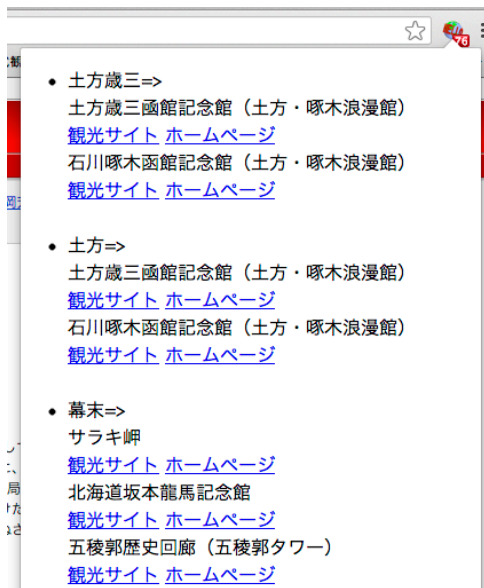 76
土方歳三=>
土方歳三函館記念館（土方・啄木浪漫館）
観光サイト ホームページ
石川啄木函館記念館（土方・啄木浪漫館）
観光サイト ホームページ
土方=>
土方歳三函館記念館（土方・啄木浪漫館）
観光サイト ホームページ
石川啄木函館記念館（土方・啄木浪漫館）
観光サイト ホームページ
幕末=>
サラキ岬
観光サイト ホームページ
北海道坂本龍馬記念館
観光サイト ホームページ
五稜郭歴史回廊（五稜郭タワー）
観光サイト ホームページ